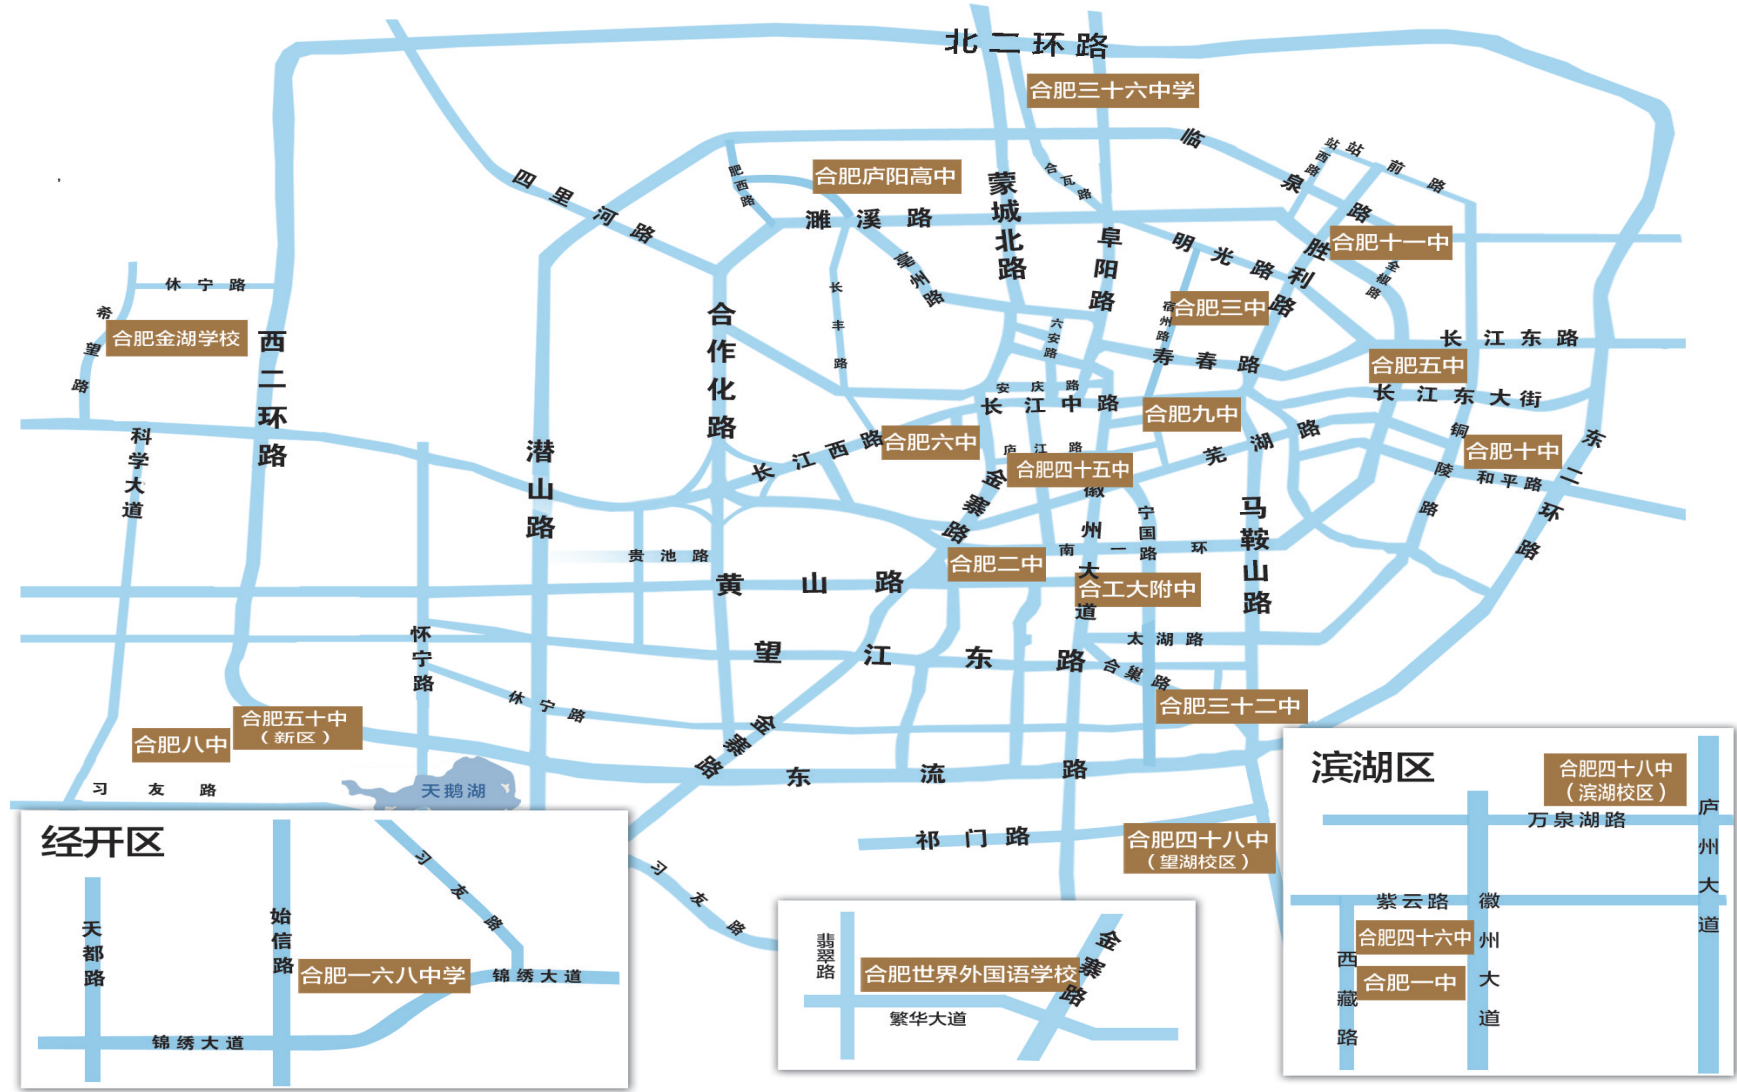 北二环路
合肥三十六中学
临泉路
站西路
站前路
四里河路
肥西路
合肥庐阳高中
濉溪路
蒙城北路
合瓦路
阜阳路
明光路
胜利路
合肥十一中
全椒路
亳州路
休宁路
希望路
合肥金湖学校
西二环路
合作化路
长丰路
六安路
宿州路
合肥三中
寿春路
长江东路
合肥五中
长江东大街
安庆路
长江中路
合肥九中
芜湖路
铜陵路
合肥十中
和平路
东二环路
科学大道
潜山路
长江西路
合肥六中
庐江路
合肥四十五中
金寨路
徽州大道
宁国路
马鞍山路
贵池路
南一环
合肥二中
合工大附中
黄山路
太湖路
望江东路
合巢路
怀宁路
休宁路
合肥三十二中
合肥五十中
（新区）
合肥八中
金寨路
东流路
习友路
天鹅湖
祁门路
合肥四十八中
（望湖校区）
习友路
经开区
天都路
始信路
习友路
合肥一六八中学
锦绣大道
锦绣大道
翡翠路
金寨路
合肥世界外国语学校
繁华大道
滨湖区
合肥四十八中
（滨湖校区）
庐州大道
万泉湖路
紫云路
徽州大道
合肥四十六中
合肥一中
西藏路